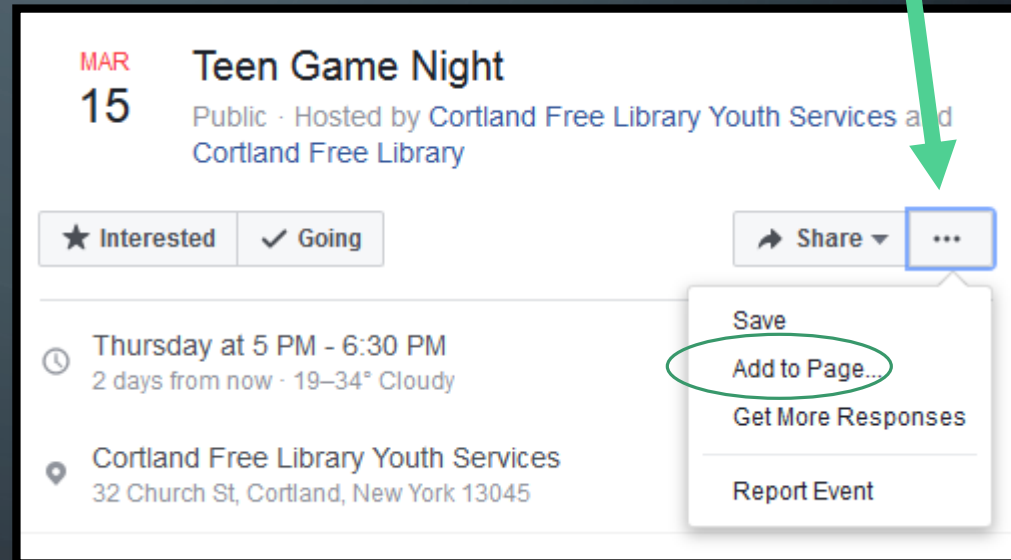 MAR
15
Teen Game Night
Public · Hosted by Cortland Free Library Youth Services and
Cortland Free Library
Interested
Going
Share
...
Save
Add to Page...
Get More Responses
Report Event
Thursday at 5 PM - 6:30 PM
2 days from now · 19–34° Cloudy
Cortland Free Library Youth Services
32 Church St, Cortland, New York 13045